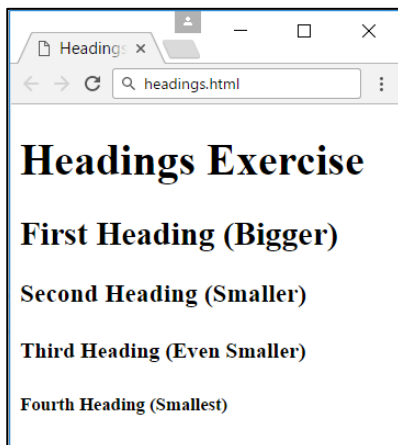 Headings
headings.html
Headings Exercise
First Heading (Bigger)
Second Heading (Smaller)
Third Heading (Even Smaller)
Fourth Heading (Smallest)